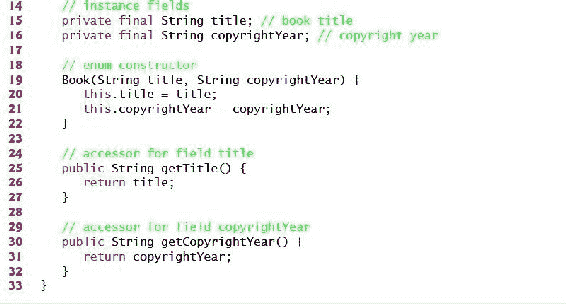 14 // instance fields
15 private final String title; // book title
16 private final String copyrightYear; // copyright year
17
18 // enum constructor
19 Book(String title, String copyrightYear) {
20 this.title = title;
21 this.copyrightYear = copyrightYear;
22 }
23
24 // accessor for field title
25 public String getTitle() {
26 return title;
27 }
28
29 // accessor for field copyrightYear
30 public String getCopyrightYear() {
31 return copyrightYear;
32 }
33 }